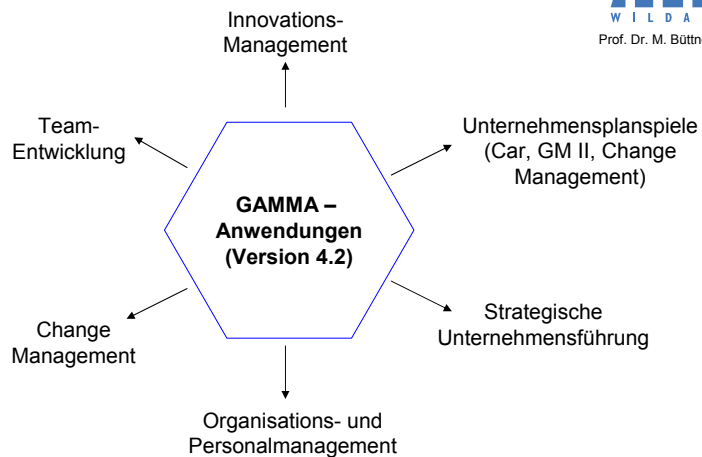 Innovations-
Management
W I L D A
Prof. Dr. M. Büttn
Team-
Entwicklung
Unternehmensplanspiele
(Car, GM II, Change
Management)
GAMMA –
Anwendungen
(Version 4.2)
Change
Management
Strategische
Unternehmensführung
Organisations- und
Personalmanagement